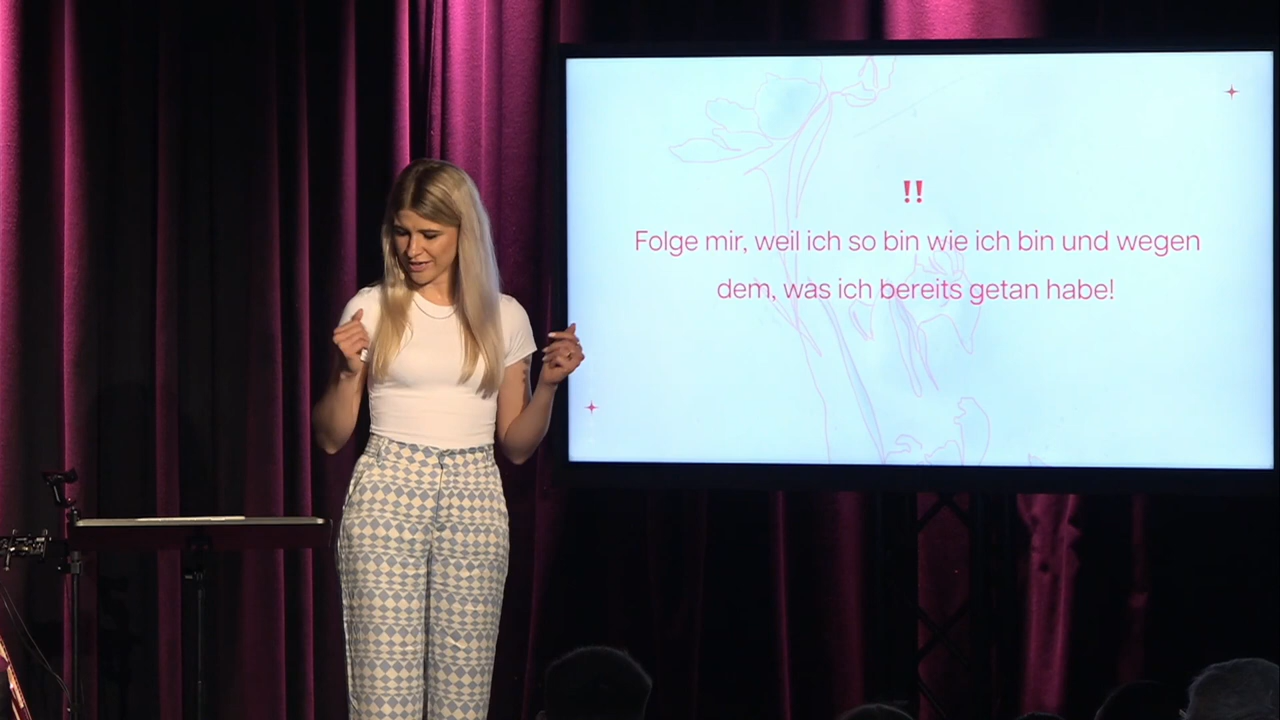 ‼
Folge mir, weil ich so bin wie ich bin und wegen
dem, was ich bereits getan habe!